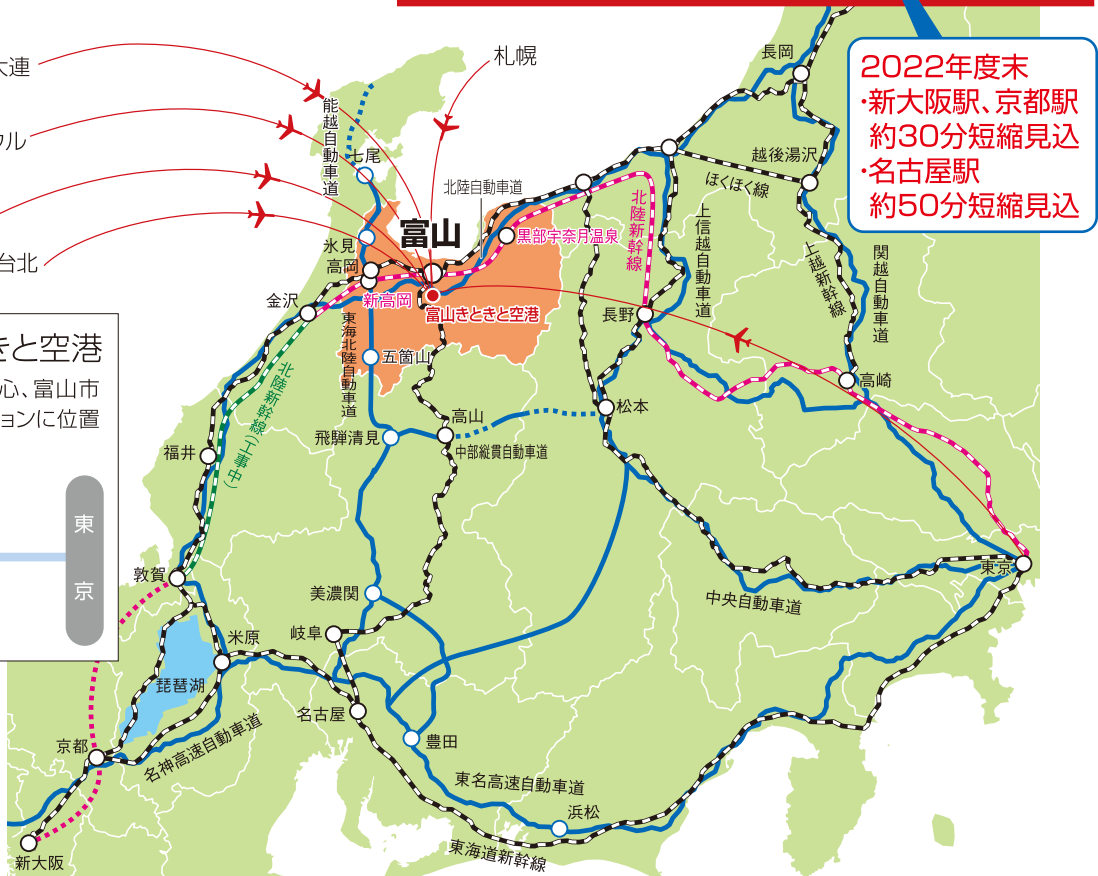 大連
札幌
ウル
台北
長岡
2022年度末
・新大阪駅、京都駅
約30分短縮見込
・名古屋駅
約50分短縮見込
能越自動車道
七尾
北陸自動車道
越後湯沢
ほくほく線
氷見
高岡
富山
黒部宇奈月温泉
北陸新幹線
上信越自動車道
上越新幹線
関越自動車道
金沢
新高岡
富山きときと空港
長野
きと空港
心、富山市
ションに位置
東海北陸自動車道
五箇山
北陸新幹線(工事中)
高崎
松本
高山
飛騨清見
中部縦貫自動車道
福井
東京
敦賀
東京
美濃関
中央自動車道
岐阜
米原
琵琶湖
名古屋
京都
名神高速自動車道
豊田
東名高速自動車道
浜松
東海道新幹線
新大阪